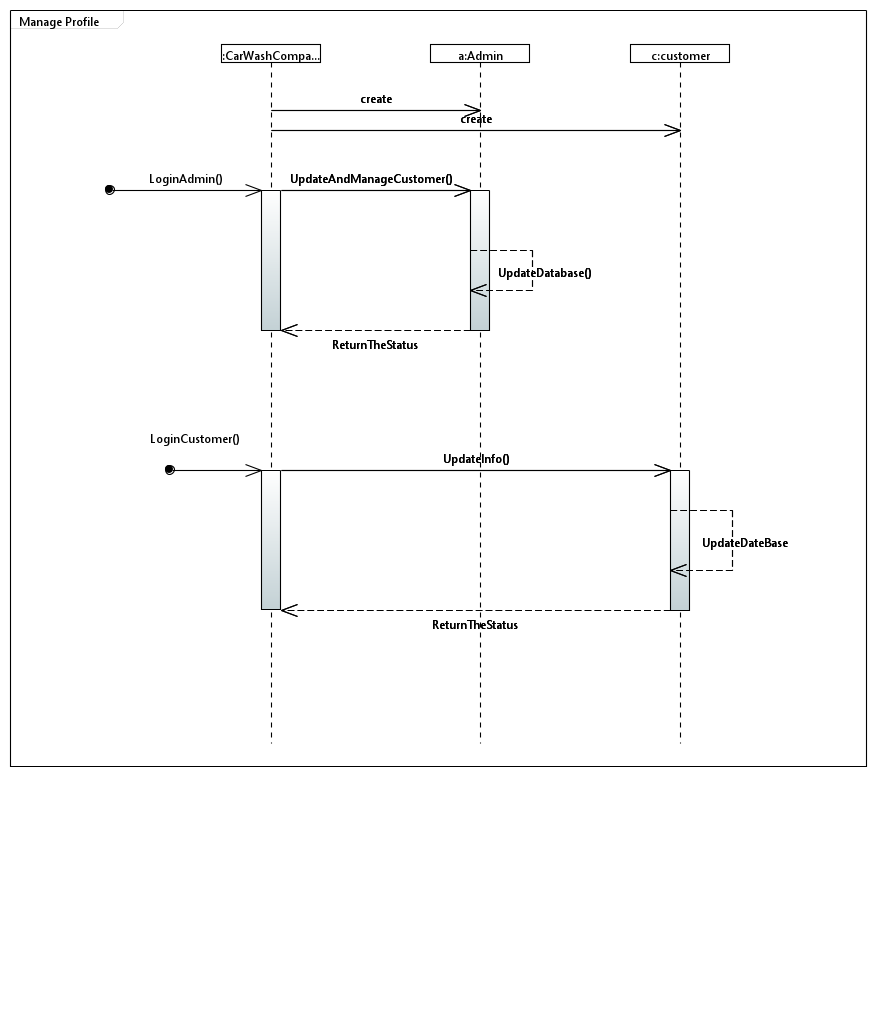 Manage Profile
:CarWashCompa...
a:Admin
c:customer
create
create
LoginAdmin()
UpdateAndManageCustomer()
UpdateDatabase()
ReturnTheStatus
LoginCustomer()
UpdateInfo()
UpdateDateBase
ReturnTheStatus